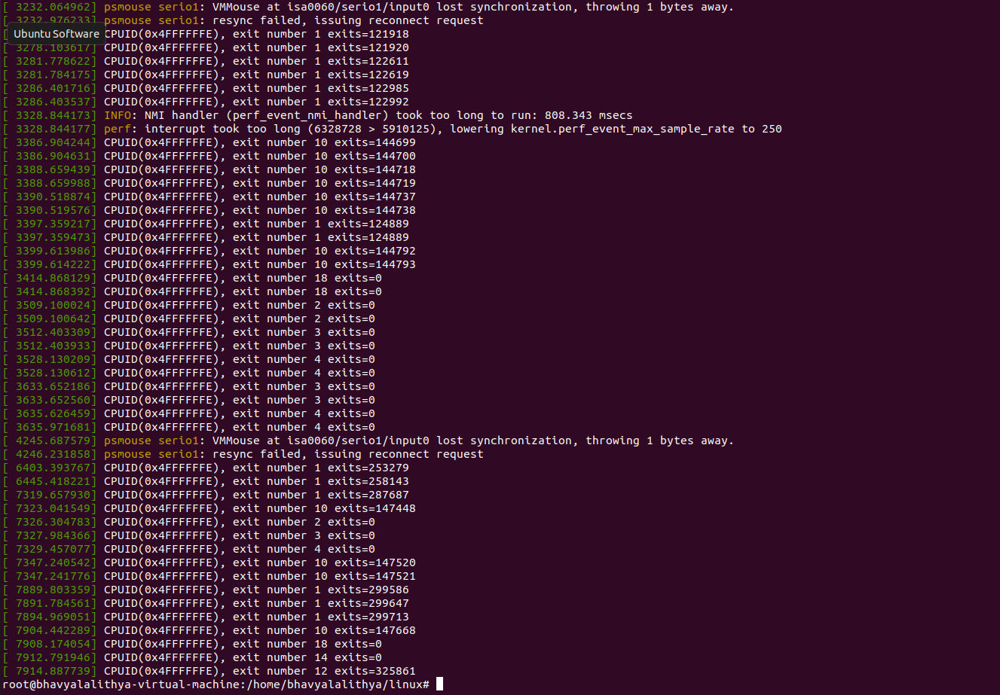 [ 3232.064962] psmouse serio1: VMMouse at isa0060/serio1/input0 lost synchronization, throwing 1 bytes away.
[ 3232.976233] psmouse serio1: resync failed, issuing reconnect request
Ubuntu Software
[ CPUID(0x4FFFFFFE), exit number 1 exits=121918
[ 3278.103617] CPUID(0x4FFFFFFE), exit number 1 exits=121920
[ 3281.778622] CPUID(0x4FFFFFFE), exit number 1 exits=122611
[ 3281.784175] CPUID(0x4FFFFFFE), exit number 1 exits=122619
[ 3286.401716] CPUID(0x4FFFFFFE), exit number 1 exits=122985
[ 3286.403537] CPUID(0x4FFFFFFE), exit number 1 exits=122992
[ 3328.844173] INFO: NMI handler (perf_event_nmi_handler) took too long to run: 808.343 msecs
[ 3328.844177] perf: interrupt took too long (6328728 > 5910125), lowering kernel.perf_event_max_sample_rate to 250
[ 3386.904244] CPUID(0x4FFFFFFE), exit number 10 exits=144699
[ 3386.904631] CPUID(0x4FFFFFFE), exit number 10 exits=144700
[ 3388.659439] CPUID(0x4FFFFFFE), exit number 10 exits=144718
[ 3388.659988] CPUID(0x4FFFFFFE), exit number 10 exits=144719
[ 3390.518874] CPUID(0x4FFFFFFE), exit number 10 exits=144737
[ 3390.519576] CPUID(0x4FFFFFFE), exit number 10 exits=144738
[ 3397.359217] CPUID(0x4FFFFFFE), exit number 1 exits=124889
[ 3397.359473] CPUID(0x4FFFFFFE), exit number 1 exits=124889
[ 3399.613986] CPUID(0x4FFFFFFE), exit number 10 exits=144792
[ 3399.614222] CPUID(0x4FFFFFFE), exit number 10 exits=144793
[ 3414.868129] CPUID(0x4FFFFFFE), exit number 18 exits=0
[ 3414.868392] CPUID(0x4FFFFFFE), exit number 18 exits=0
[ 3509.100024] CPUID(0x4FFFFFFE), exit number 2 exits=0
[ 3509.100642] CPUID(0x4FFFFFFE), exit number 2 exits=0
[ 3512.403309] CPUID(0x4FFFFFFE), exit number 3 exits=0
[ 3512.403933] CPUID(0x4FFFFFFE), exit number 3 exits=0
[ 3528.130209] CPUID(0x4FFFFFFE), exit number 4 exits=0
[ 3528.130612] CPUID(0x4FFFFFFE), exit number 4 exits=0
[ 3633.652186] CPUID(0x4FFFFFFE), exit number 3 exits=0
[ 3633.652560] CPUID(0x4FFFFFFE), exit number 3 exits=0
[ 3635.626459] CPUID(0x4FFFFFFE), exit number 4 exits=0
[ 3635.971681] CPUID(0x4FFFFFFE), exit number 4 exits=0
[ 4245.687579] psmouse serio1: VMMouse at isa0060/serio1/input0 lost synchronization, throwing 1 bytes away.
[ 4246.231858] psmouse serio1: resync failed, issuing reconnect request
[ 6403.393767] CPUID(0x4FFFFFFE), exit number 1 exits=253279
[ 6445.418221] CPUID(0x4FFFFFFE), exit number 1 exits=258143
[ 7319.657930] CPUID(0x4FFFFFFE), exit number 1 exits=287687
[ 7323.041549] CPUID(0x4FFFFFFE), exit number 10 exits=147448
[ 7326.304783] CPUID(0x4FFFFFFE), exit number 2 exits=0
[ 7327.984366] CPUID(0x4FFFFFFE), exit number 3 exits=0
[ 7329.457077] CPUID(0x4FFFFFFE), exit number 4 exits=0
[ 7347.240542] CPUID(0x4FFFFFFE), exit number 10 exits=147520
[ 7347.241776] CPUID(0x4FFFFFFE), exit number 10 exits=147521
[ 7889.803359] CPUID(0x4FFFFFFE), exit number 1 exits=299586
[ 7891.784561] CPUID(0x4FFFFFFE), exit number 1 exits=299647
[ 7894.969051] CPUID(0x4FFFFFFE), exit number 1 exits=299713
[ 7904.442289] CPUID(0x4FFFFFFE), exit number 10 exits=147668
[ 7908.174054] CPUID(0x4FFFFFFE), exit number 18 exits=0
[ 7912.791946] CPUID(0x4FFFFFFE), exit number 14 exits=0
[ 7914.887739] CPUID(0x4FFFFFFE), exit number 12 exits=325861
root@bhavyalalithya-virtual-machine:/home/bhavyalalithya/linux#